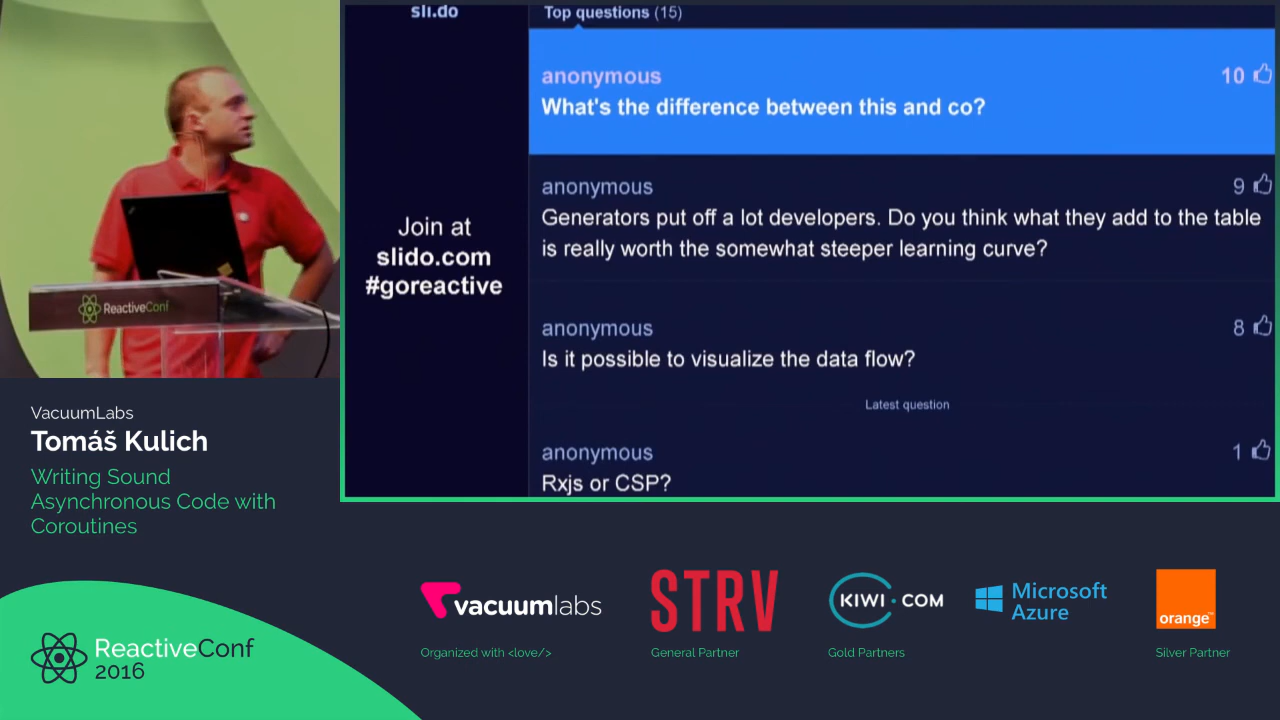 ReactiveConf
VacuumLabs
Tomáš Kulich
Writing Sound
Asynchronous Code with
Coroutines
ReactiveConf
2016
sli.do
Join at
slido.com
#goreactive
Top questions (15)
anonymous
10
What's the difference between this and co?
anonymous
9
Generators put off a lot developers. Do you think what they add to the table
is really worth the somewhat steeper learning curve?
anonymous
8
Is it possible to visualize the data flow?
Latest question
anonymous
1
Rxjs or CSP?
vacuumlabs
Organized with <love/>
STRV
General Partner
KIWI.COM
Gold Partners
Microsoft
Azure
orange™
Silver Partner